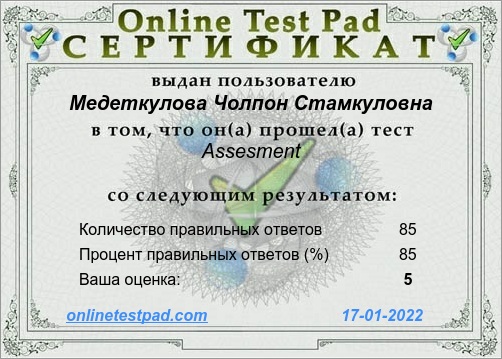 Online Test Pad
СЕРТИФИКАТ
выдан пользователю
Медеткулова Чолпон Стамкуловна
в том, что он(а) прошел(а) тест
Assesment
со следующим результатом:
Количество правильных ответов 85
Процент правильных ответов (%) 85
Ваша оценка: 5
onlinetestpad.com 17-01-2022